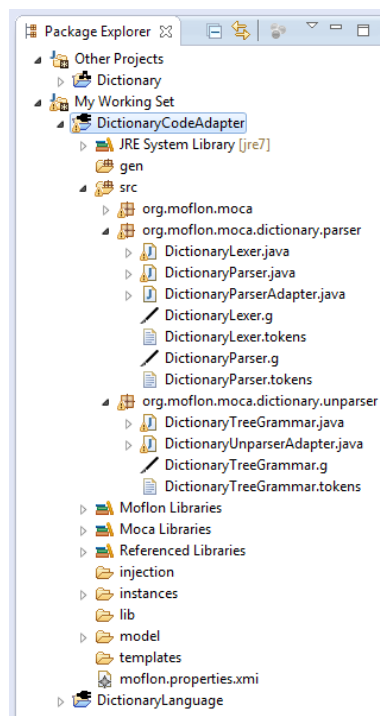 Package Explorer
Other Projects
Dictionary
My Working Set
DictionaryCodeAdapter
JRE System Library [jre7]
gen
src
org.moflon.moca
org.moflon.moca.dictionary.parser
DictionaryLexer.java
DictionaryParser.java
DictionaryParserAdapter.java
DictionaryLexer.g
DictionaryLexer.tokens
DictionaryParser.g
DictionaryParser.tokens
org.moflon.moca.dictionary.unparser
DictionaryTreeGrammar.java
DictionaryUnparserAdapter.java
DictionaryTreeGrammar.g
DictionaryTreeGrammar.tokens
Moflon Libraries
Moca Libraries
Referenced Libraries
injection
instances
lib
model
templates
moflon.properties.xmi
DictionaryLanguage